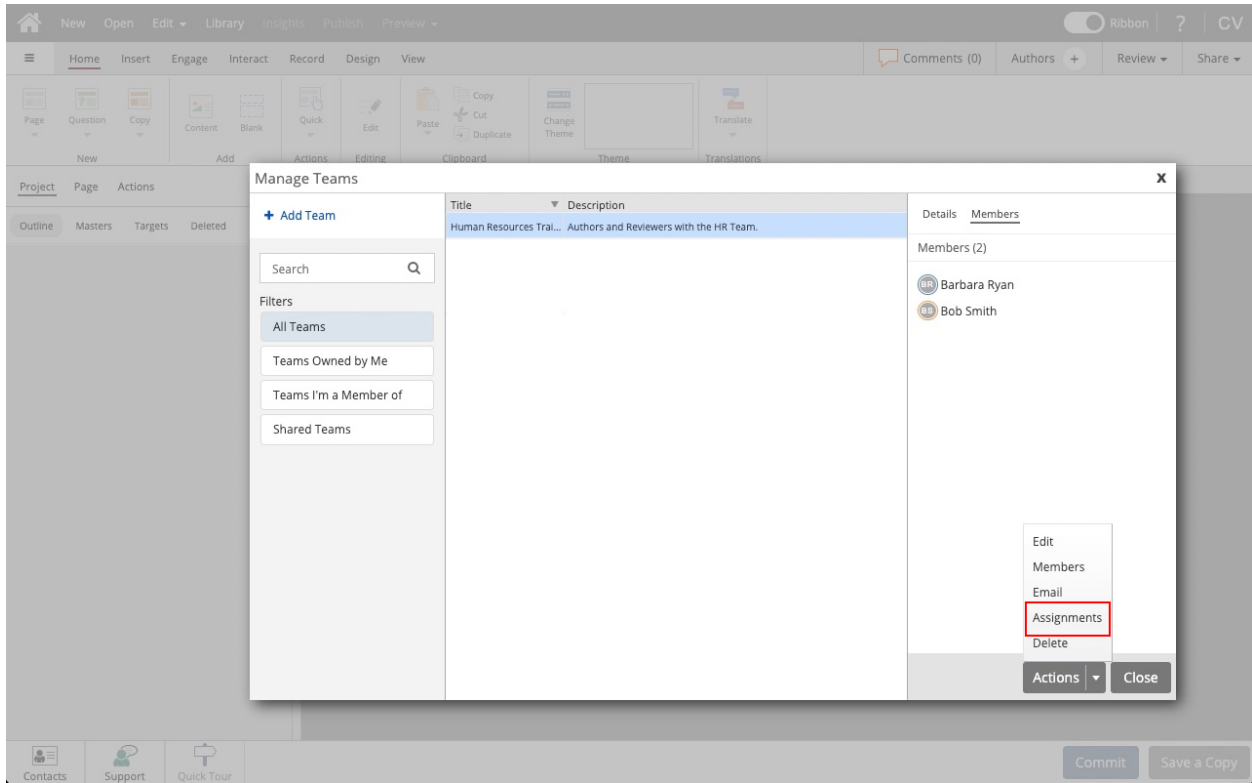 New Open Edit Library Insights Publish Preview Ribbon ? CV
Home Insert Engage Interact Record Design View Comments (0) Authors + Review Share
Page Question Copy Content Blank Quick Edit Paste Copy Cut Duplicate Change Theme Translate
New Add Actions Editing Clipboard Theme Translations
Project Page Actions
Outline Masters Targets Deleted
Manage Teams X
+ Add Team
Search
Filters
All Teams
Teams Owned by Me
Teams I'm a Member of
Shared Teams
Title Description
Human Resources Trai... Authors and Reviewers with the HR Team.
Details Members
Members (2)
BR Barbara Ryan
BS Bob Smith
Edit
Members
Email
Assignments
Delete
Actions Close
Contacts Support Quick Tour Commit Save a Copy